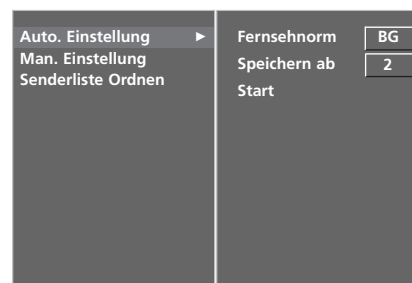 Auto. Einstellung ►
Man. Einstellung
Senderliste Ordnen
Fernsehnorm BG
Speichern ab 2
Start